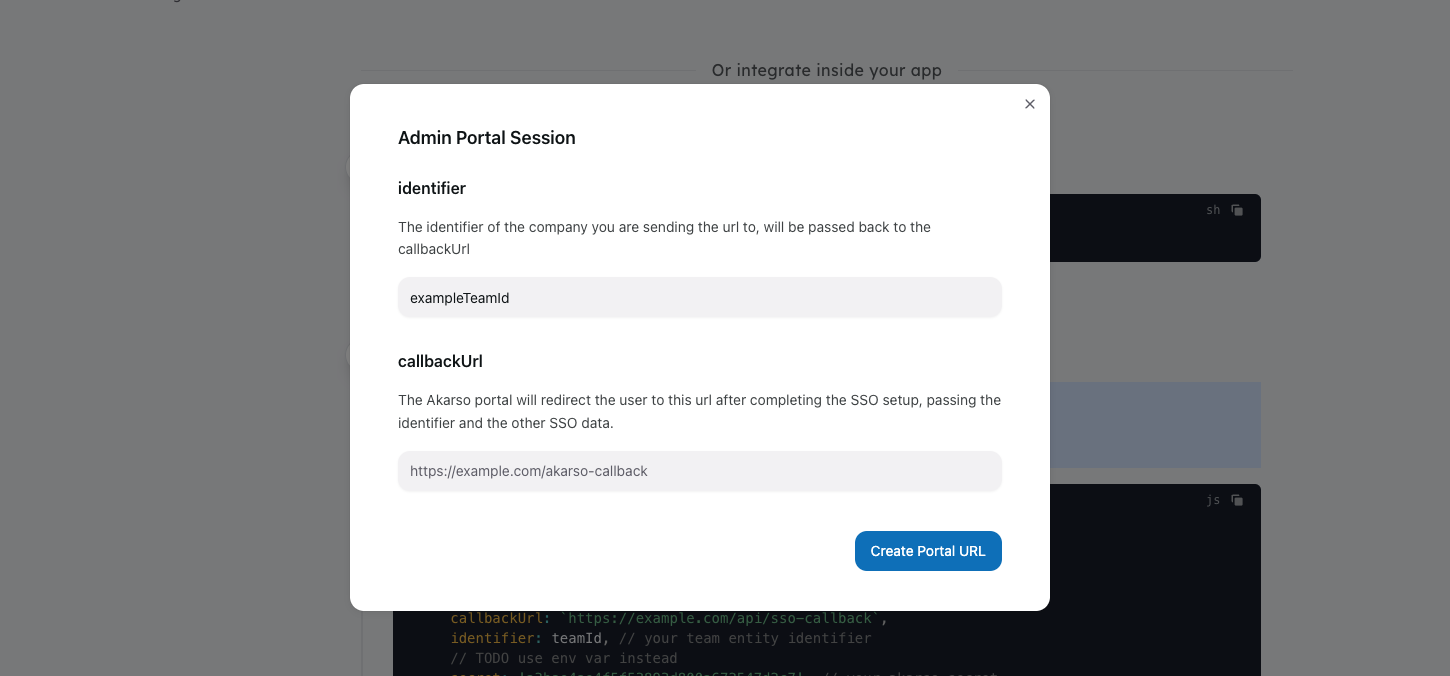 Or integrate inside your app
Admin Portal Session
identifier
The identifier of the company you are sending the url to, will be passed back to the
callbackUrl
sh
exampleTeamId
callbackUrl
The Akarso portal will redirect the user to this url after completing the SSO setup, passing the
identifier and the other SSO data.
https://example.com/akarso-callback
js
Create Portal URL
callbackUrl: `https://example.com/api/sso-callback`,
identifier: teamId, // your team entity identifier
// TODO use env var instead